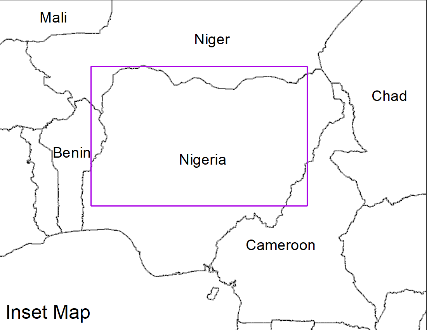 Mali
Niger
Chad
Benin
Nigeria
Cameroon
Inset Map